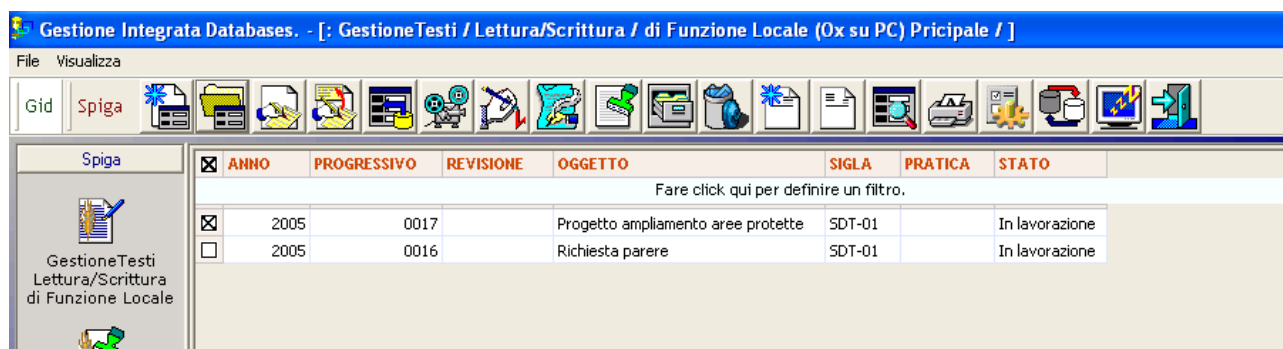 Gestione Integrata Databases. - [: GestioneTesti / Lettura/Scrittura / di Funzione Locale (Ox su PC) Pricipale / ]
File Visualizza
Gid Spiga
Spiga
ANNO PROGRESSIVO REVISIONE OGGETTO SIGLA PRATICA STATO
Fare click qui per definire un filtro.
2005 0017 Progetto ampliamento aree protette SDT-01 In lavorazione
2005 0016 Richiesta parere SDT-01 In lavorazione
GestioneTesti
Lettura/Scrittura
di Funzione Locale